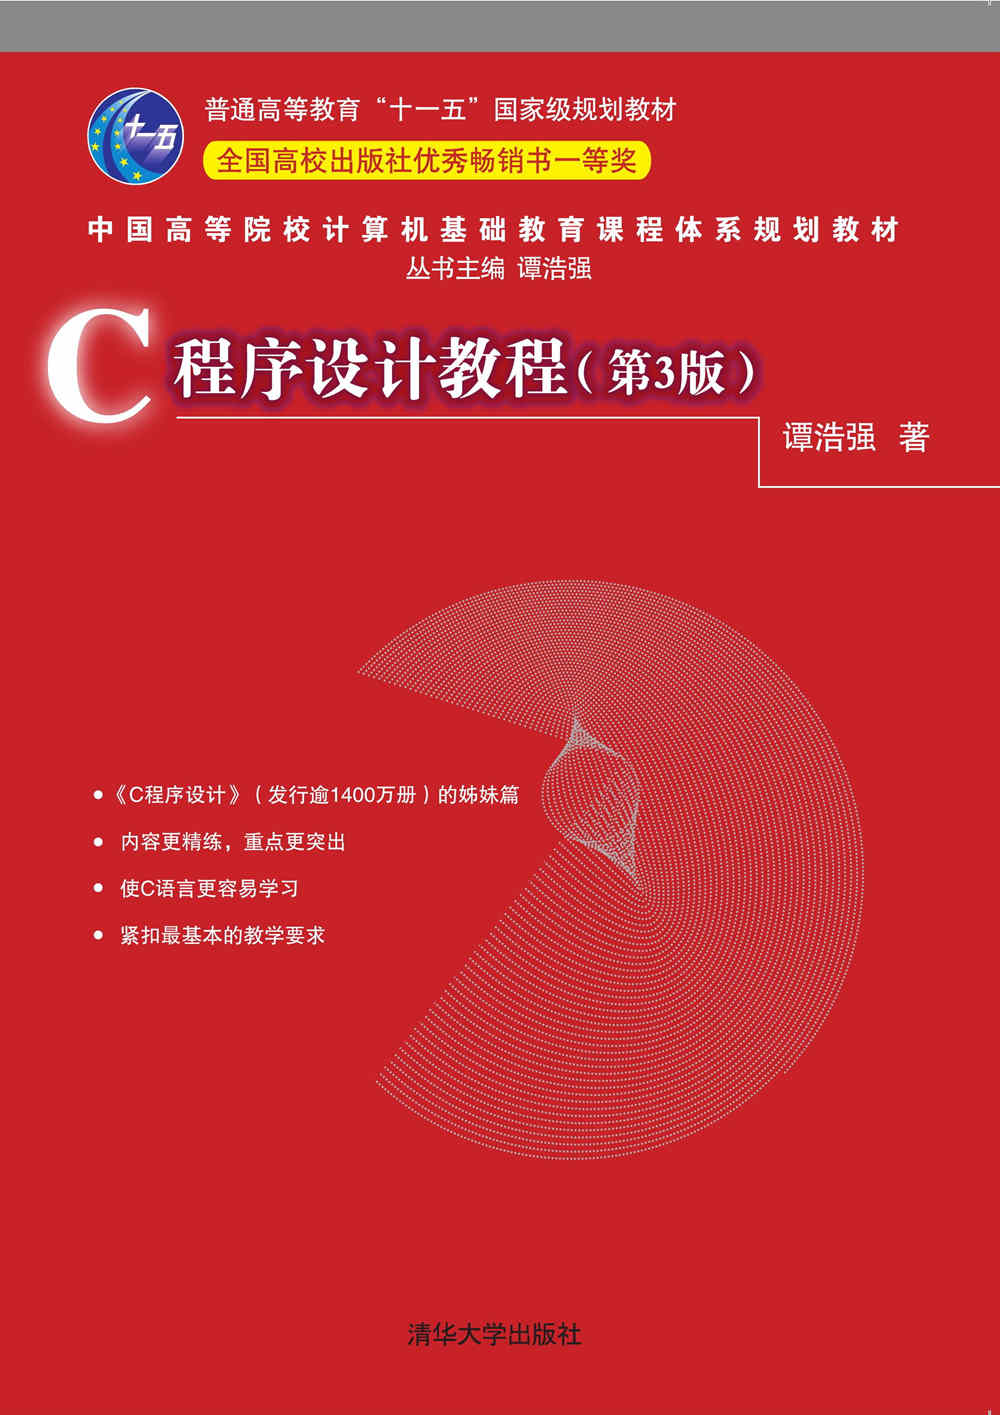 十一五
普通高等教育“十一五”国家级规划教材
全国高校出版社优秀畅销书一等奖
中国高等院校计算机基础教育课程体系规划教材
丛书主编 谭浩强
C程序设计教程（第3版）
谭浩强 著
●《C程序设计》（发行逾1400万册）的姊妹篇
● 内容更精练，重点更突出
● 使C语言更容易学习
● 紧扣最基本的教学要求
清华大学出版社